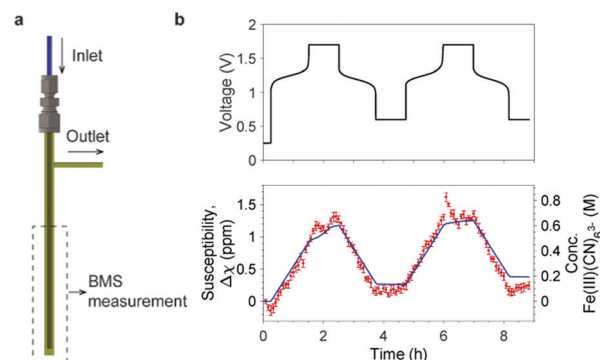 a
Inlet
Outlet
BMS
measurement
b
Voltage (V)
2
1.5
1
0.5
0
Susceptibility,
Δχ (ppm)
1.5
1
0.5
0
0.8
0.6
0.4
0.2
0.0
Conc.
Fe(III)(CN)₆³⁻ (M)
0 2 4 6 8
Time (h)